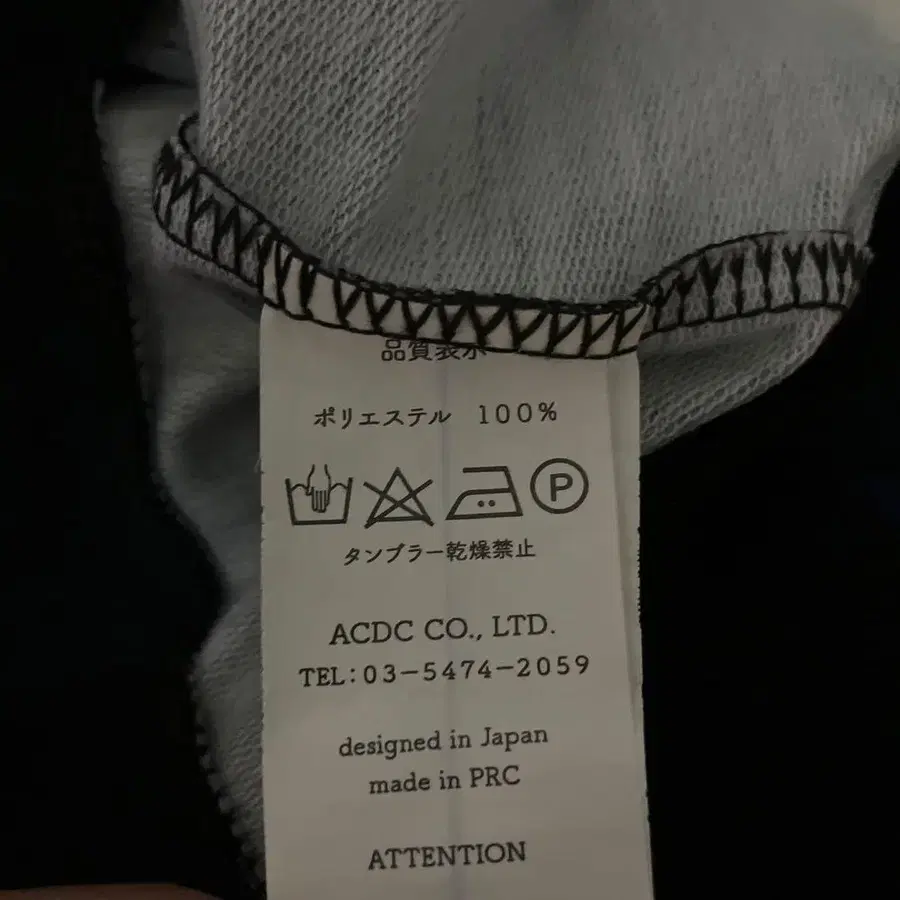 品質表示
ポリエステル 100%
P
タンブラー乾燥禁止
ACDC CO., LTD.
TEL:03-5474-2059
designed in Japan
made in PRC
ATTENTION